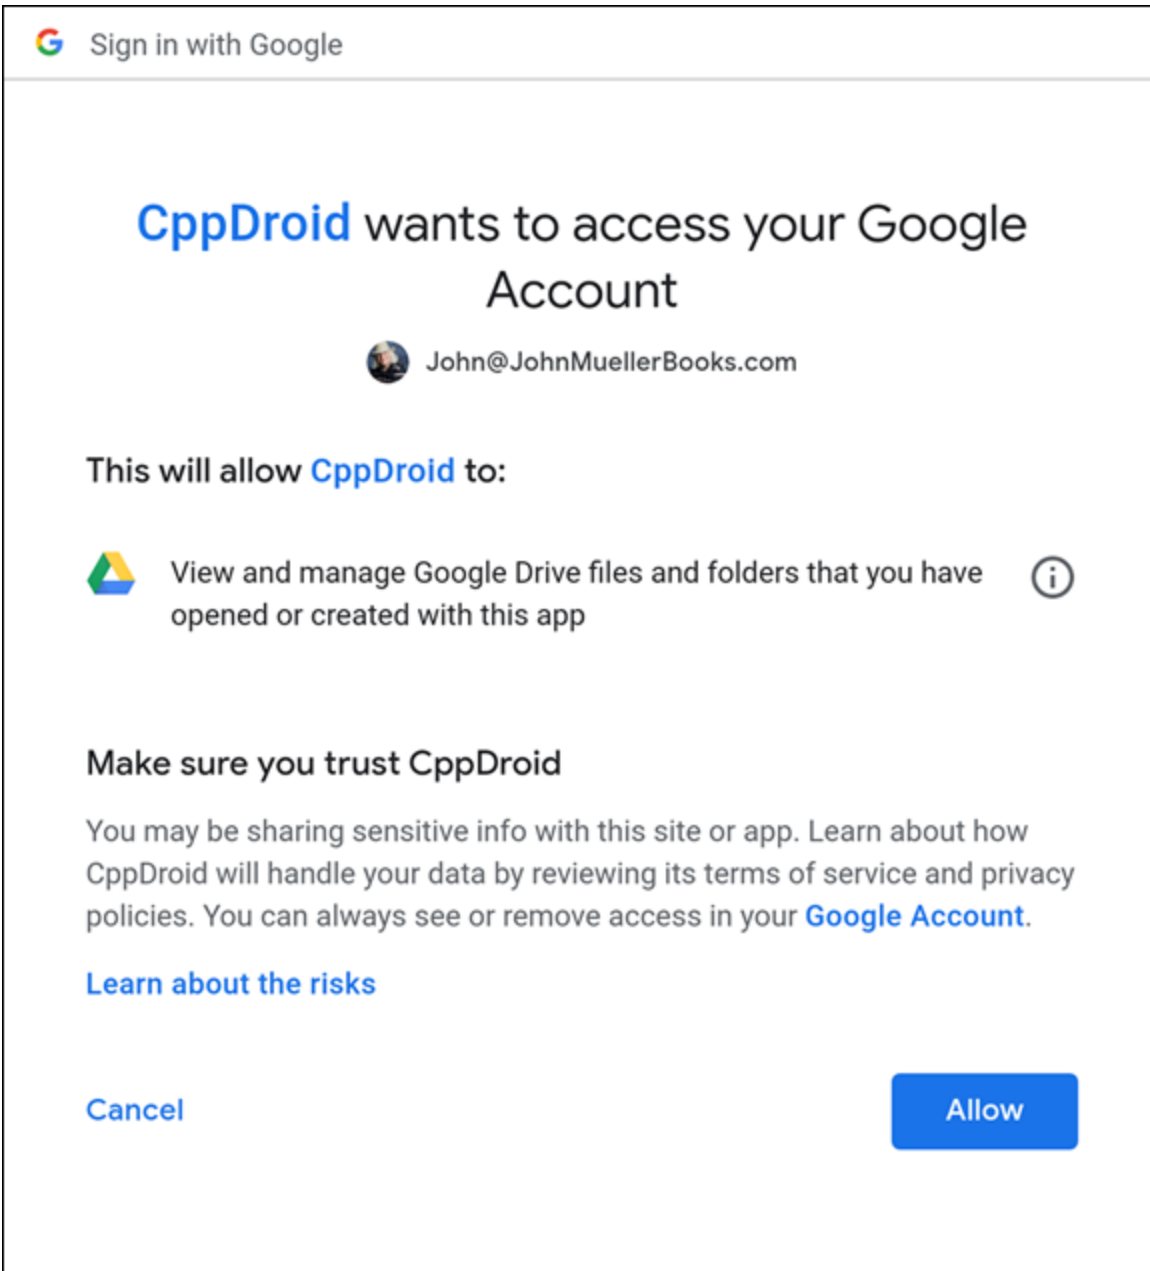 Sign in with Google
CppDroid wants to access your Google
Account
John@JohnMuellerBooks.com
This will allow CppDroid to:
View and manage Google Drive files and folders that you have
opened or created with this app
Make sure you trust CppDroid
You may be sharing sensitive info with this site or app. Learn about how
CppDroid will handle your data by reviewing its terms of service and privacy
policies. You can always see or remove access in your Google Account.
Learn about the risks
Cancel
Allow